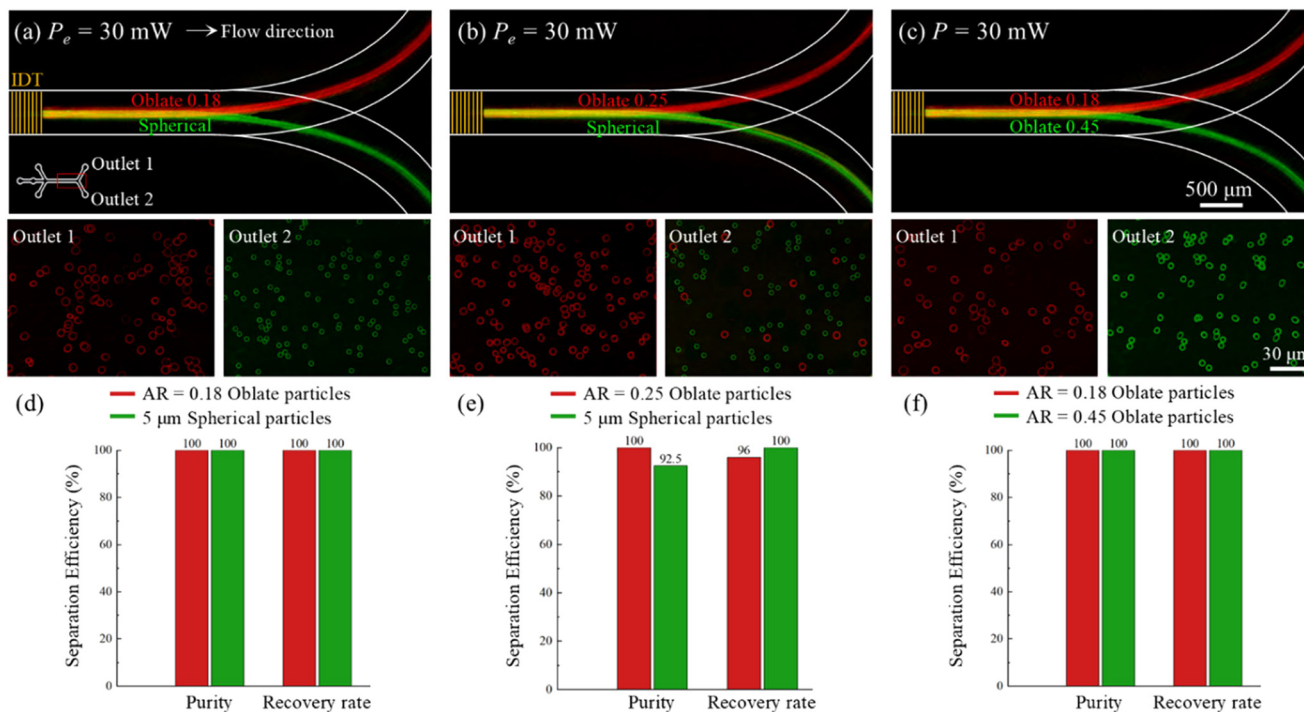 (a) Pe = 30 mW → Flow direction
IDT
Oblate 0.18
Spherical
Outlet 1
Outlet 2
(b) Pe = 30 mW
Oblate 0.25
Spherical
(c) P = 30 mW
Oblate 0.18
Oblate 0.45
500 μm
Outlet 1
Outlet 2
Outlet 1
Outlet 2
Outlet 1
Outlet 2
30 μm
(d)
AR = 0.18 Oblate particles
5 μm Spherical particles
Separation Efficiency (%)
100
80
60
40
20
0
100 100 100 100
Purity Recovery rate
(e)
AR = 0.25 Oblate particles
5 μm Spherical particles
Separation Efficiency (%)
100
80
60
40
20
0
100 92.5 96 100
Purity Recovery rate
(f)
AR = 0.18 Oblate particles
AR = 0.45 Oblate particles
Separation Efficiency (%)
100
80
60
40
20
0
100 100 100 100
Purity Recovery rate